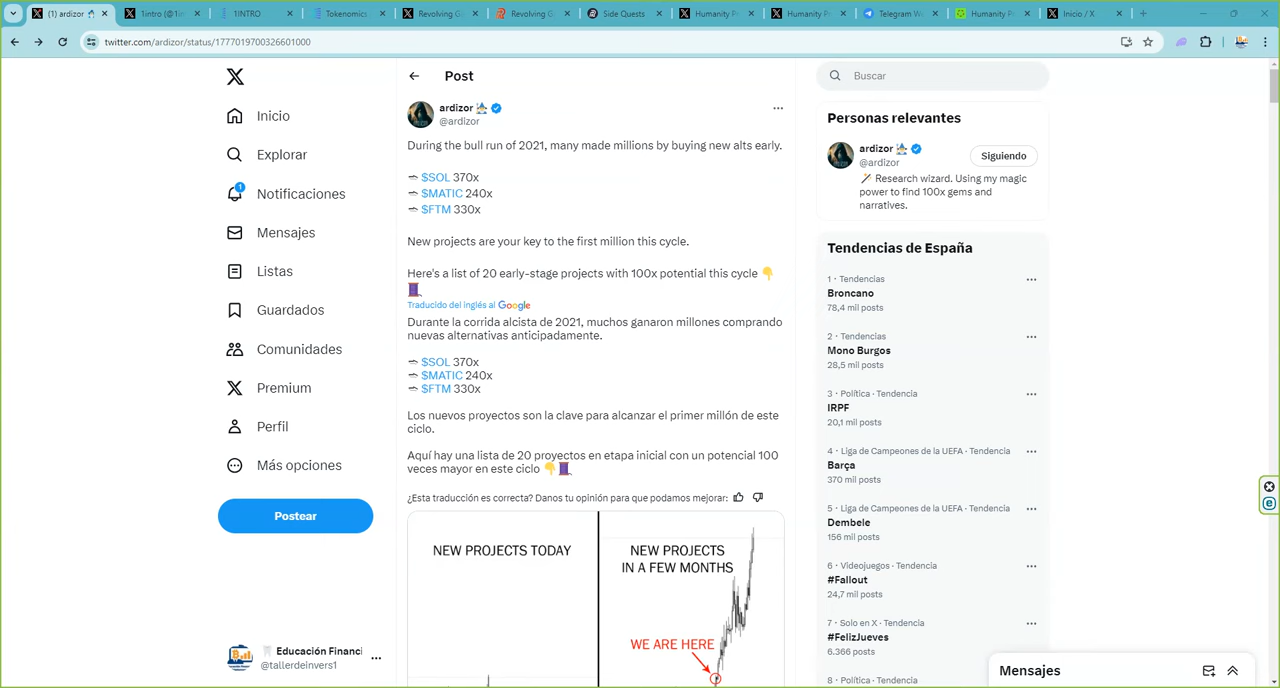 (1) ardizor
1intro (@1in
1INTRO
Tokenomics
Revolving G
Revolving G
Side Quests
Humanity P
Humanity P
Telegram W
Humanity P
Inicio / X
twitter.com/ardizor/status/1777019700326601000
Inicio
Explorar
1
Notificaciones
Mensajes
Listas
Guardados
Comunidades
Premium
Perfil
Más opciones
Postear
Educación Financi
@tallerdeinvers1
Post
ardizor
@ardizor
During the bull run of 2021, many made millions by buying new alts early.
$SOL 370x
$MATIC 240x
$FTM 330x
New projects are your key to the first million this cycle.
Here's a list of 20 early-stage projects with 100x potential this cycle
Traducido del inglés al Google
Durante la corrida alcista de 2021, muchos ganaron millones comprando
nuevas alternativas anticipadamente.
$SOL 370x
$MATIC 240x
$FTM 330x
Los nuevos proyectos son la clave para alcanzar el primer millón de este
ciclo.
Aquí hay una lista de 20 proyectos en etapa inicial con un potencial 100
veces mayor en este ciclo
¿Esta traducción es correcta? Danos tu opinión para que podamos mejorar:
NEW PROJECTS TODAY
NEW PROJECTS
IN A FEW MONTHS
WE ARE HERE
Buscar
Personas relevantes
ardizor
@ardizor
Siguiendo
Research wizard. Using my magic
power to find 100x gems and
narratives.
Tendencias de España
1 · Tendencias
Broncano
78,4 mil posts
2 · Tendencias
Mono Burgos
28,5 mil posts
3 · Política · Tendencia
IRPF
20,1 mil posts
4 · Liga de Campeones de la UEFA · Tendencia
Barça
370 mil posts
5 · Liga de Campeones de la UEFA · Tendencia
Dembele
156 mil posts
6 · Videojuegos · Tendencia
#Fallout
24,7 mil posts
7 · Solo en X · Tendencia
#FelizJueves
6.366 posts
8 · Política · Tendencia
Mensajes